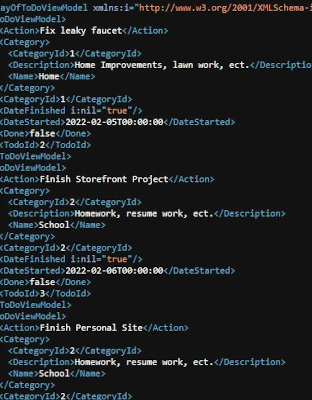 ayOfToDoViewModel xmlns:i="http://www.w3.org/2001/XMLSchema-i
oDoViewModel>
<Action>Fix leaky faucet</Action>
<Category>
<CategoryId>1</CategoryId>
<Description>Home Improvements, lawn work, ect.</Description>
<Name>Home</Name>
</Category>
<CategoryId>1</CategoryId>
<DateFinished i:nil="true"/>
<DateStarted>2022-02-05T00:00:00</DateStarted>
<Done>false</Done>
<TodoId>2</TodoId>
ToDoViewModel>
oDoViewModel>
<Action>Finish Storefront Project</Action>
<Category>
<CategoryId>2</CategoryId>
<Description>Homework, resume work, ect.</Description>
<Name>School</Name>
</Category>
<CategoryId>2</CategoryId>
<DateFinished i:nil="true"/>
<DateStarted>2022-02-06T00:00:00</DateStarted>
<Done>false</Done>
<TodoId>3</TodoId>
ToDoViewModel>
oDoViewModel>
<Action>Finish Personal Site</Action>
<Category>
<CategoryId>2</CategoryId>
<Description>Homework, resume work, ect.</Description>
<Name>School</Name>
</Category>
<CategoryId>2</CategoryId>